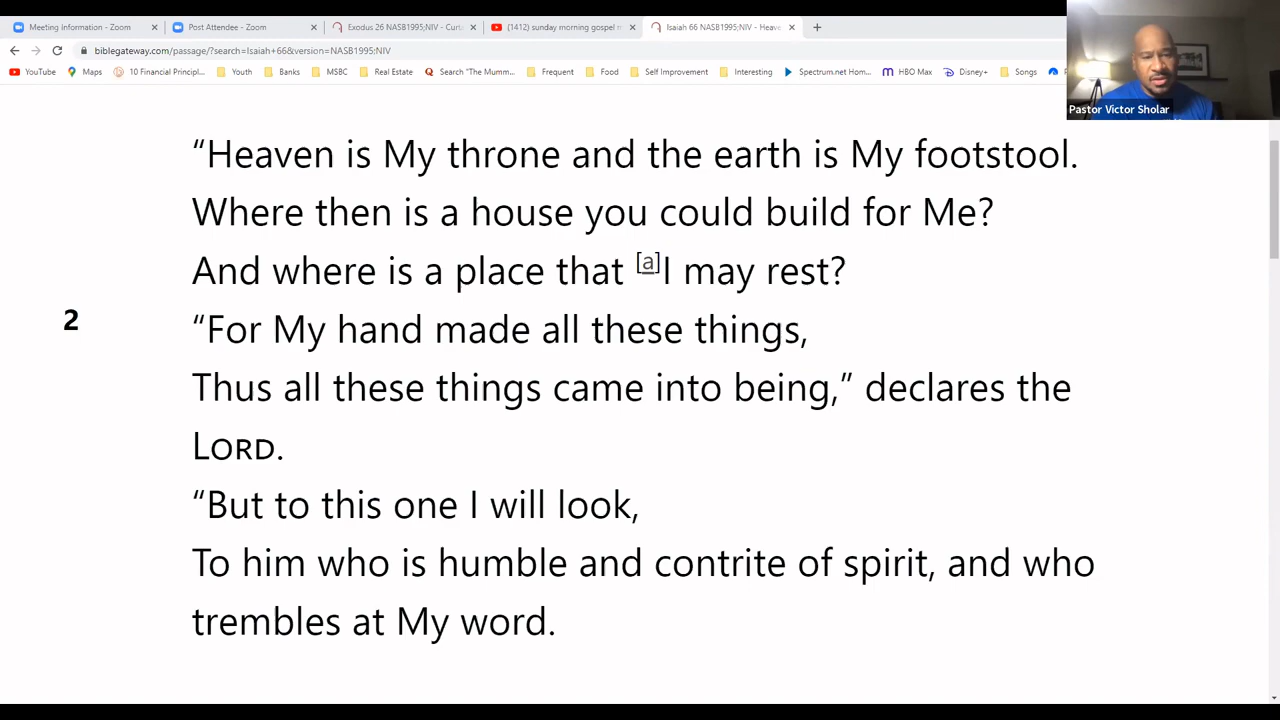 Meeting Information - Zoom
Post Attendee - Zoom
Exodus 26 NASB1995;NIV - Curt
(1412) sunday morning gospel m
Isaiah 66 NASB1995;NIV - Heave
biblegateway.com/passage/?search=Isaiah+66&version=NASB1995;NIV
YouTube Maps 10 Financial Principl... Youth Banks MSBC Real Estate Search "The Mumm... Frequent Food Self Improvement Interesting Spectrum.net Hom... HBO Max Disney+ Songs
Pastor Victor Sholar
“Heaven is My throne and the earth is My footstool.
Where then is a house you could build for Me?
And where is a place that [a]I may rest?
2 “For My hand made all these things,
Thus all these things came into being,” declares the
LORD.
“But to this one I will look,
To him who is humble and contrite of spirit, and who
trembles at My word.